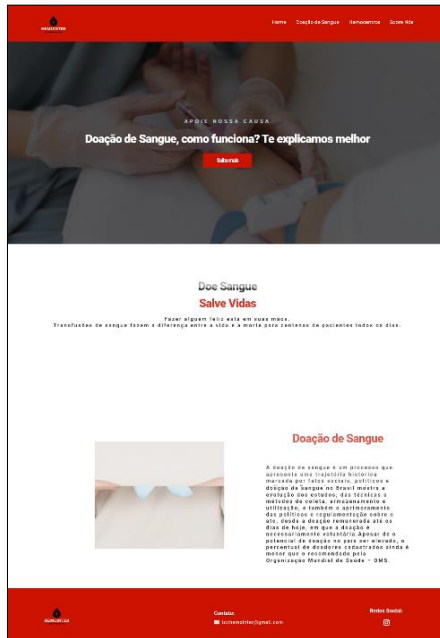 Home Doação de Sangue Hemocentros Sobre Nós
APOIE NOSSA CAUSA
Doação de Sangue, como funciona? Te explicamos melhor
Saiba mais
Doe Sangue
Salve Vidas
Fazer alguém feliz está em suas mãos.
Transfusões de sangue fazem a diferença entre a vida e a morte para centenas de pacientes todos os dias.
Doação de Sangue
A doação de sangue é um processo que
apresenta uma trajetória histórica
marcada por fatos sociais, políticos e
doação de sangue no Brasil mostra a
evolução dos estudos; das técnicas e
métodos de coleta, armazenamento e
utilização; e também o aprimoramento
das políticas e regulamentação sobre o
ato, desde a doação remunerada até os
dias de hoje, em que a doação é
necessariamente voluntária.Apesar do o
potencial de doação no país ser elevado, o
percentual de doadores cadastrados ainda é
menor que o recomendado pela
Organização Mundial de Saúde – OMS.
Contato:
Redes Social: